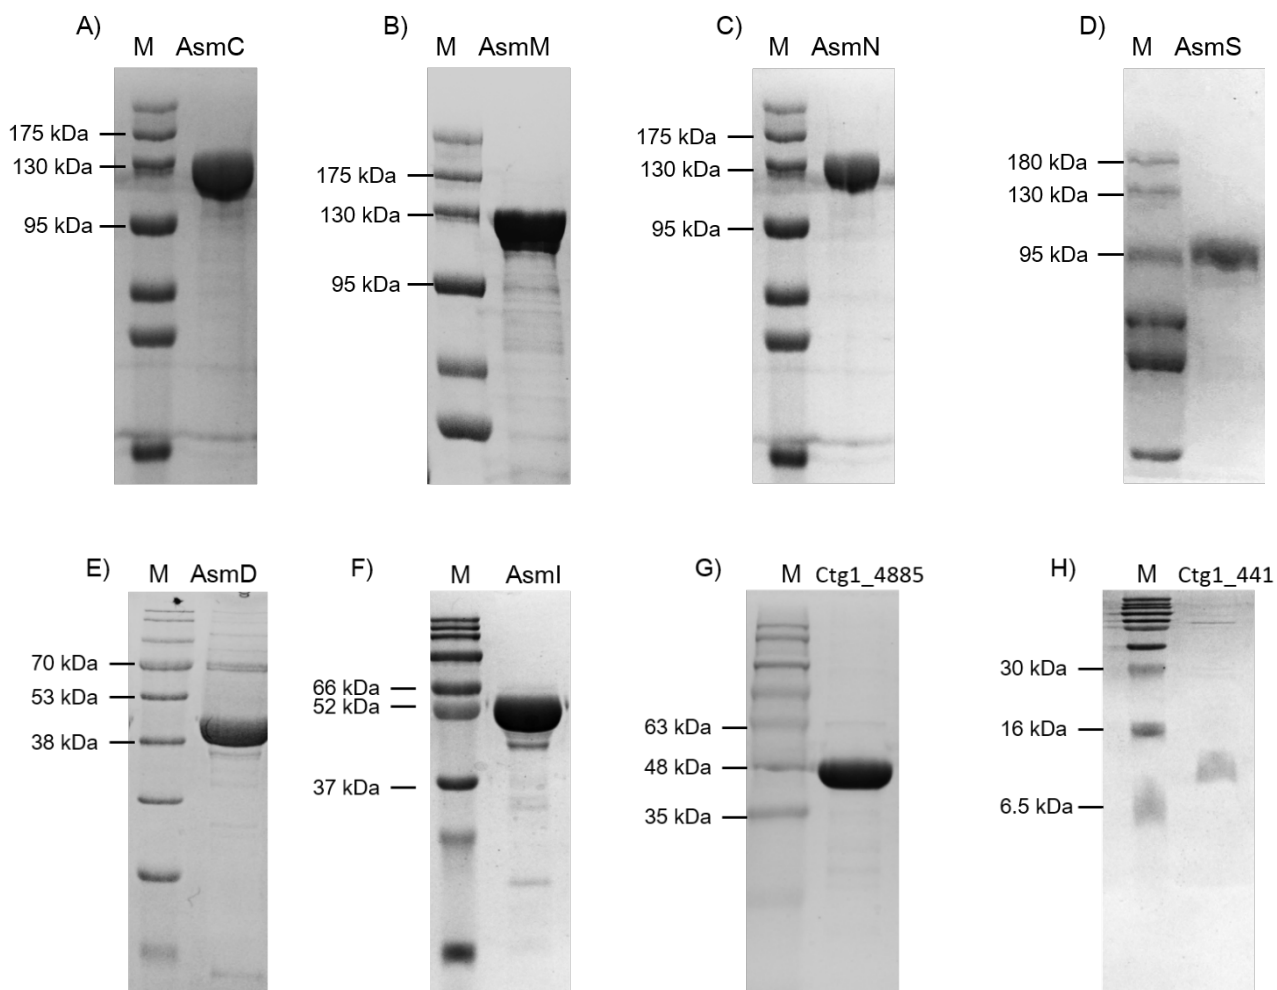 A)
M AsmC
175 kDa
130 kDa
95 kDa
B)
M AsmM
175 kDa
130 kDa
95 kDa
C)
M AsmN
175 kDa
130 kDa
95 kDa
D)
M AsmS
180 kDa
130 kDa
95 kDa
E)
M AsmD
70 kDa
53 kDa
38 kDa
F)
M AsmI
66 kDa
52 kDa
37 kDa
G)
M Ctg1_4885
63 kDa
48 kDa
35 kDa
H)
M Ctg1_441
30 kDa
16 kDa
6.5 kDa